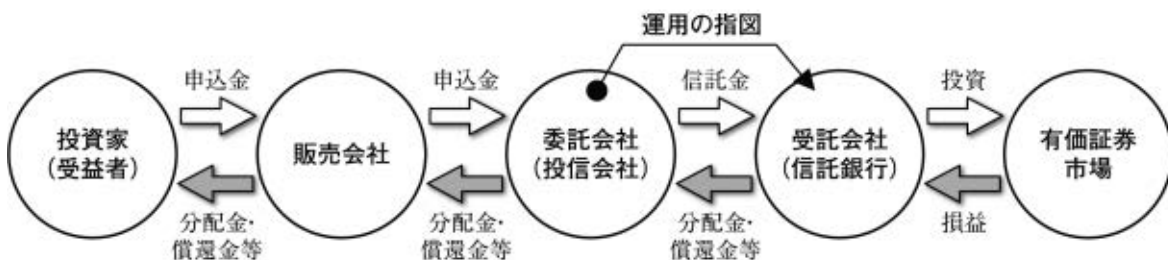 運用の指図
申込金
申込金
信託金
投資
投資家
(受益者)
販売会社
委託会社
(投信会社)
受託会社
(信託銀行)
有価証券
市場
分配金・
償還金等
分配金・
償還金等
分配金・
償還金等
損益